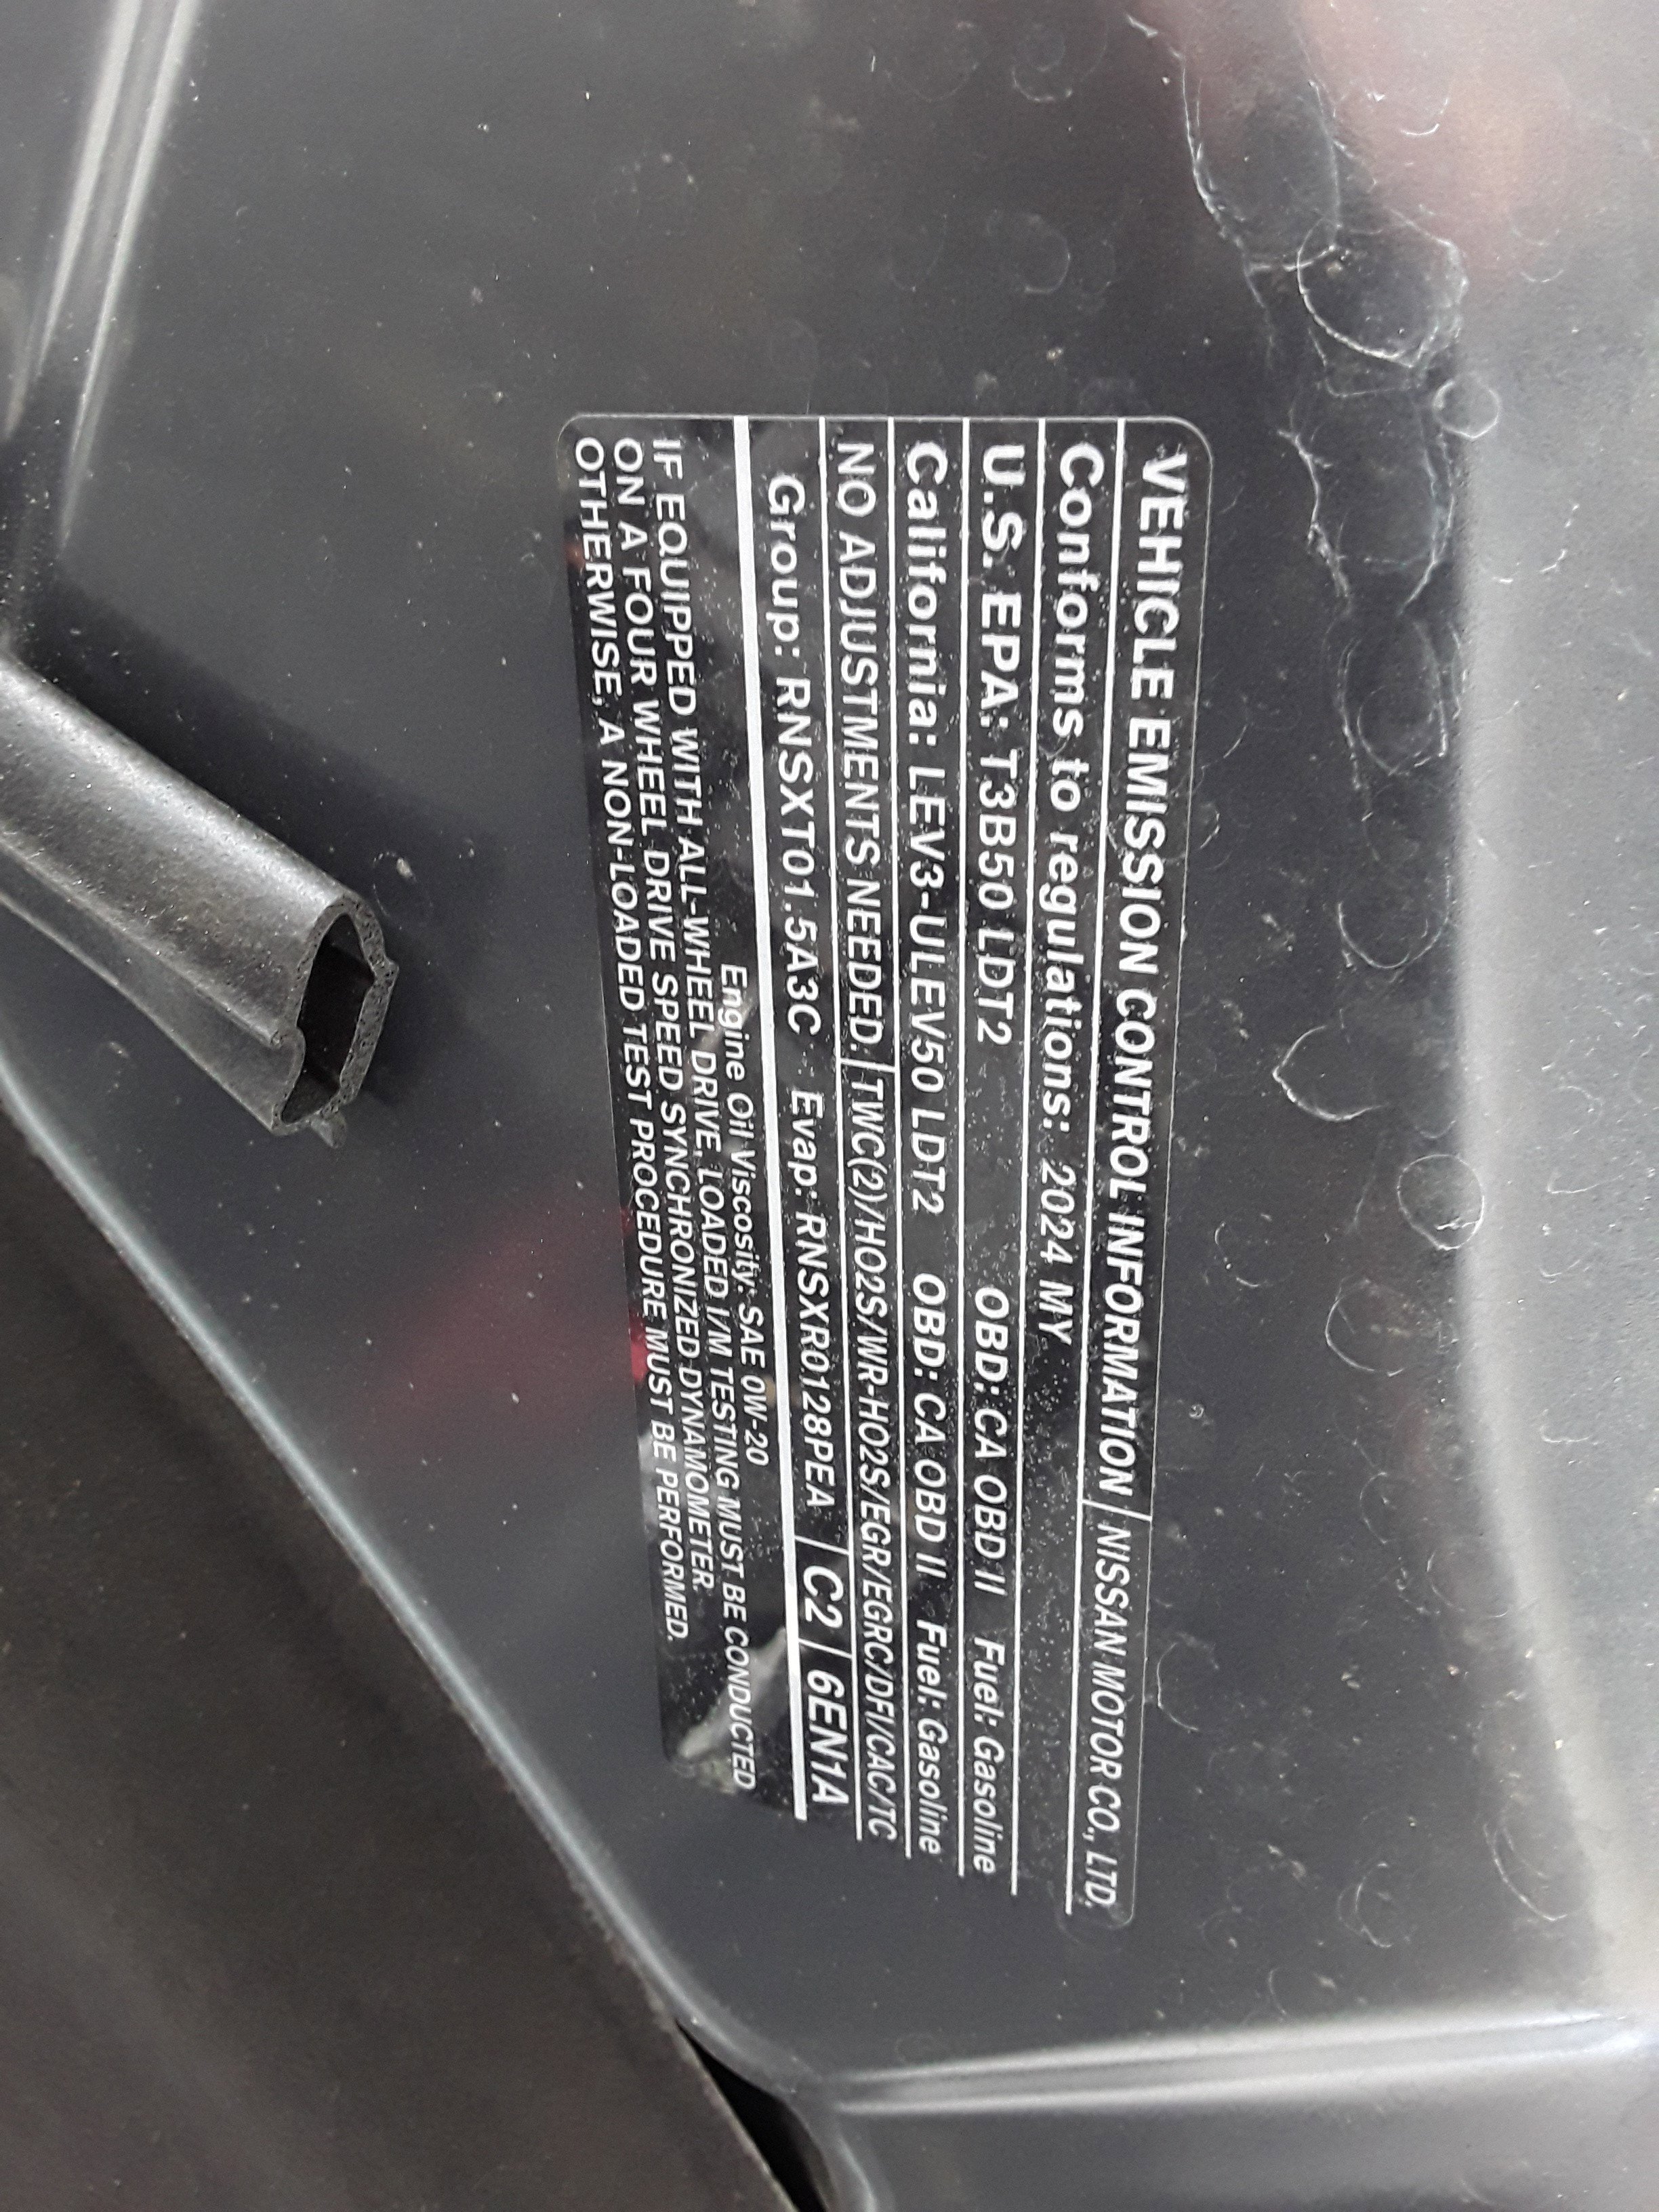 VEHICLE EMISSION CONTROL INFORMATION NISSAN MOTOR CO., LTD.
Conforms to regulations: 2024 MY
U.S. EPA: T3B50 LDT2 OBD: CA OBD II Fuel: Gasoline
California: LEV3-ULEV50 LDT2 OBD: CA OBD II Fuel: Gasoline
NO ADJUSTMENTS NEEDED. TWC(2)/HO2S/WR-HO2S/EGR/EGRC/DFI/CAC/TC
Group: RNSXT01.5A3C Evap: RNSXR0128PEA C2 6EN1A
Engine Oil Viscosity: SAE 0W-20
IF EQUIPPED WITH ALL-WHEEL DRIVE, LOADED I/M TESTING MUST BE CONDUCTED
ON A FOUR WHEEL DRIVE SPEED SYNCHRONIZED DYNAMOMETER.
OTHERWISE, A NON-LOADED TEST PROCEDURE MUST BE PERFORMED.